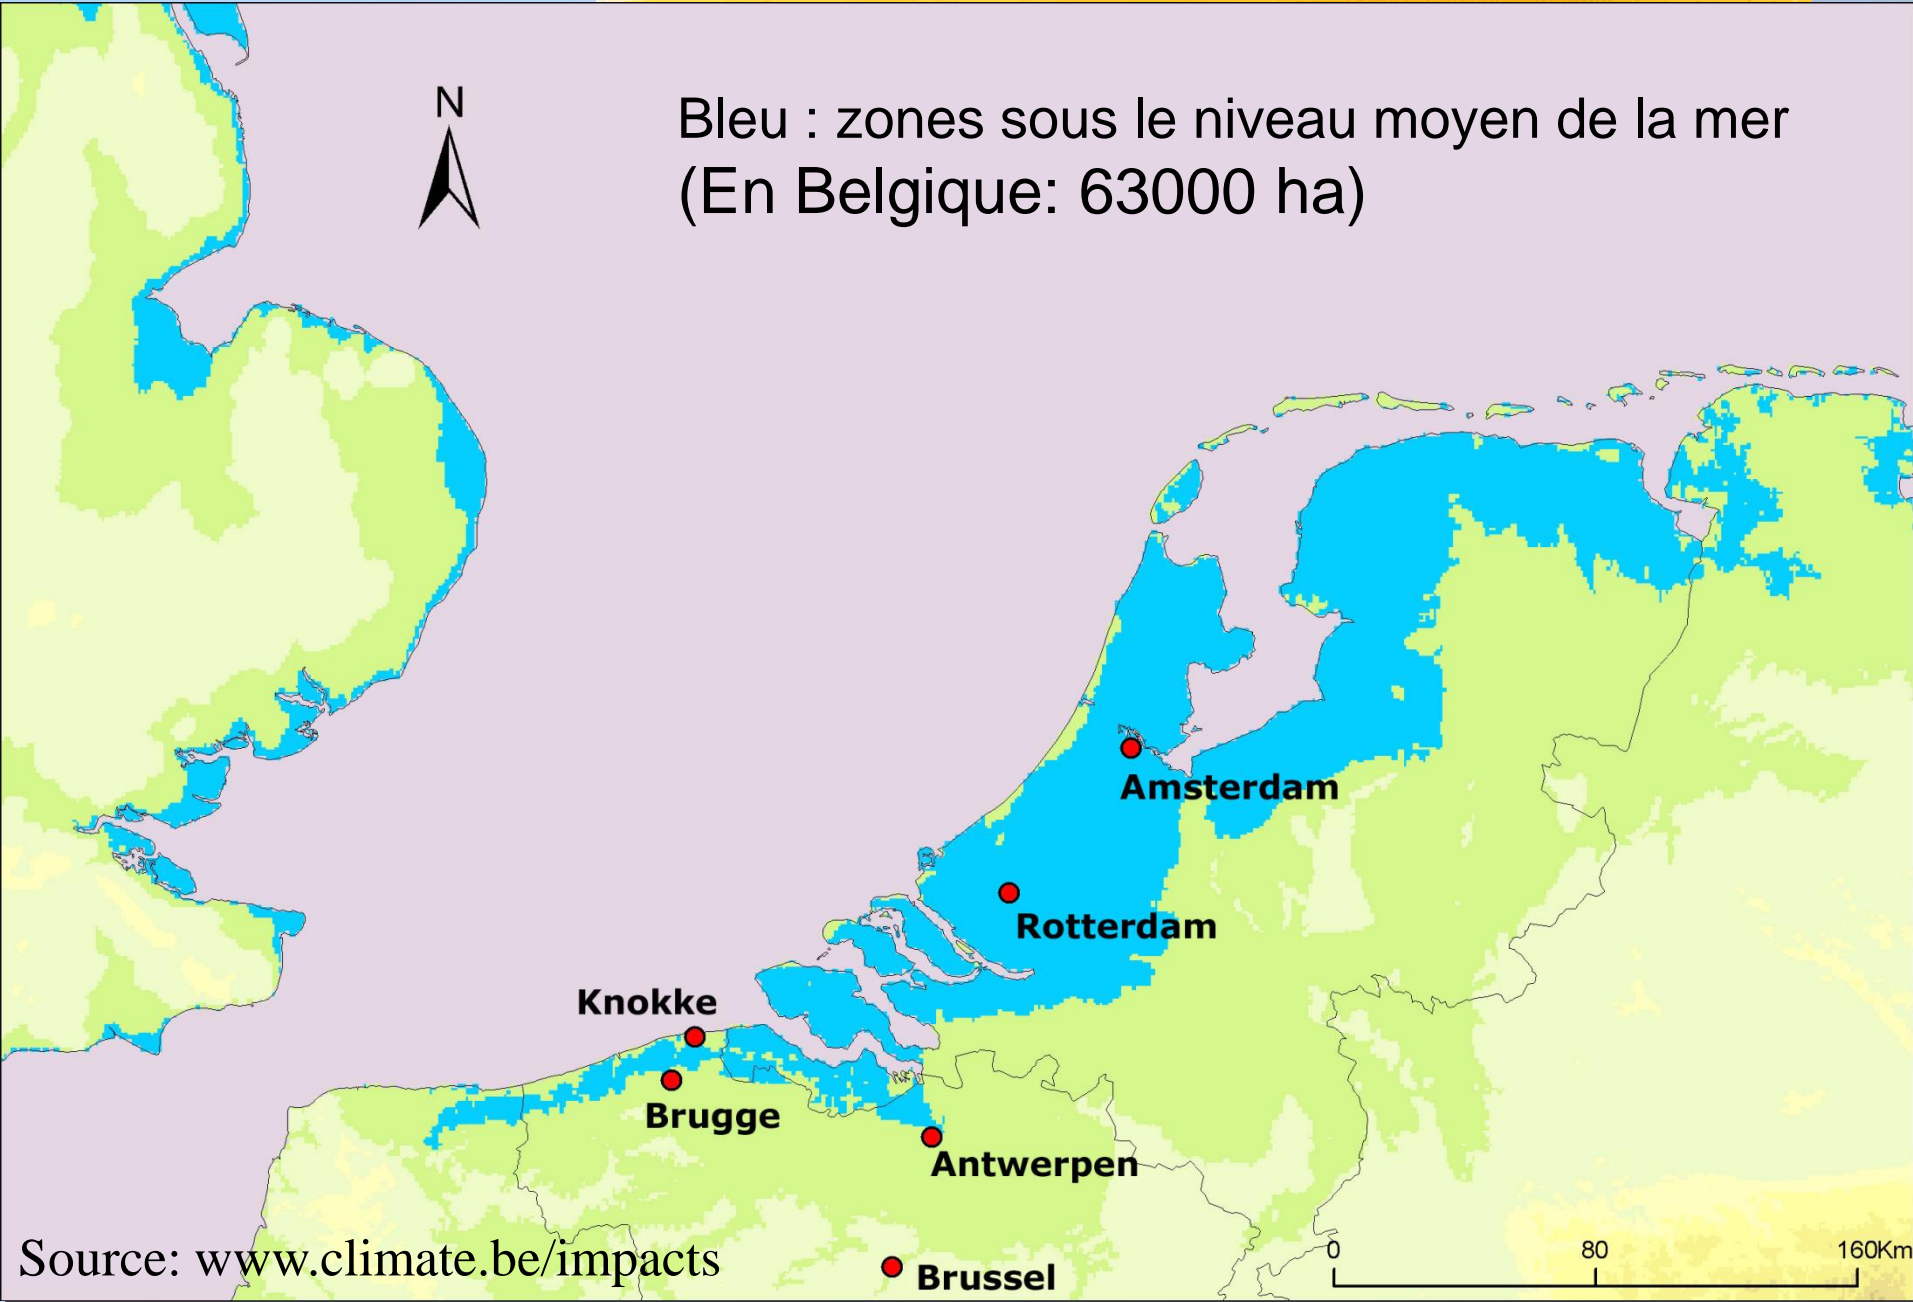 N
Bleu : zones sous le niveau moyen de la mer
(En Belgique: 63000 ha)
Amsterdam
Rotterdam
Knokke
Brugge
Antwerpen
Source: www.climate.be/impacts
Brussel
0 80 160Km